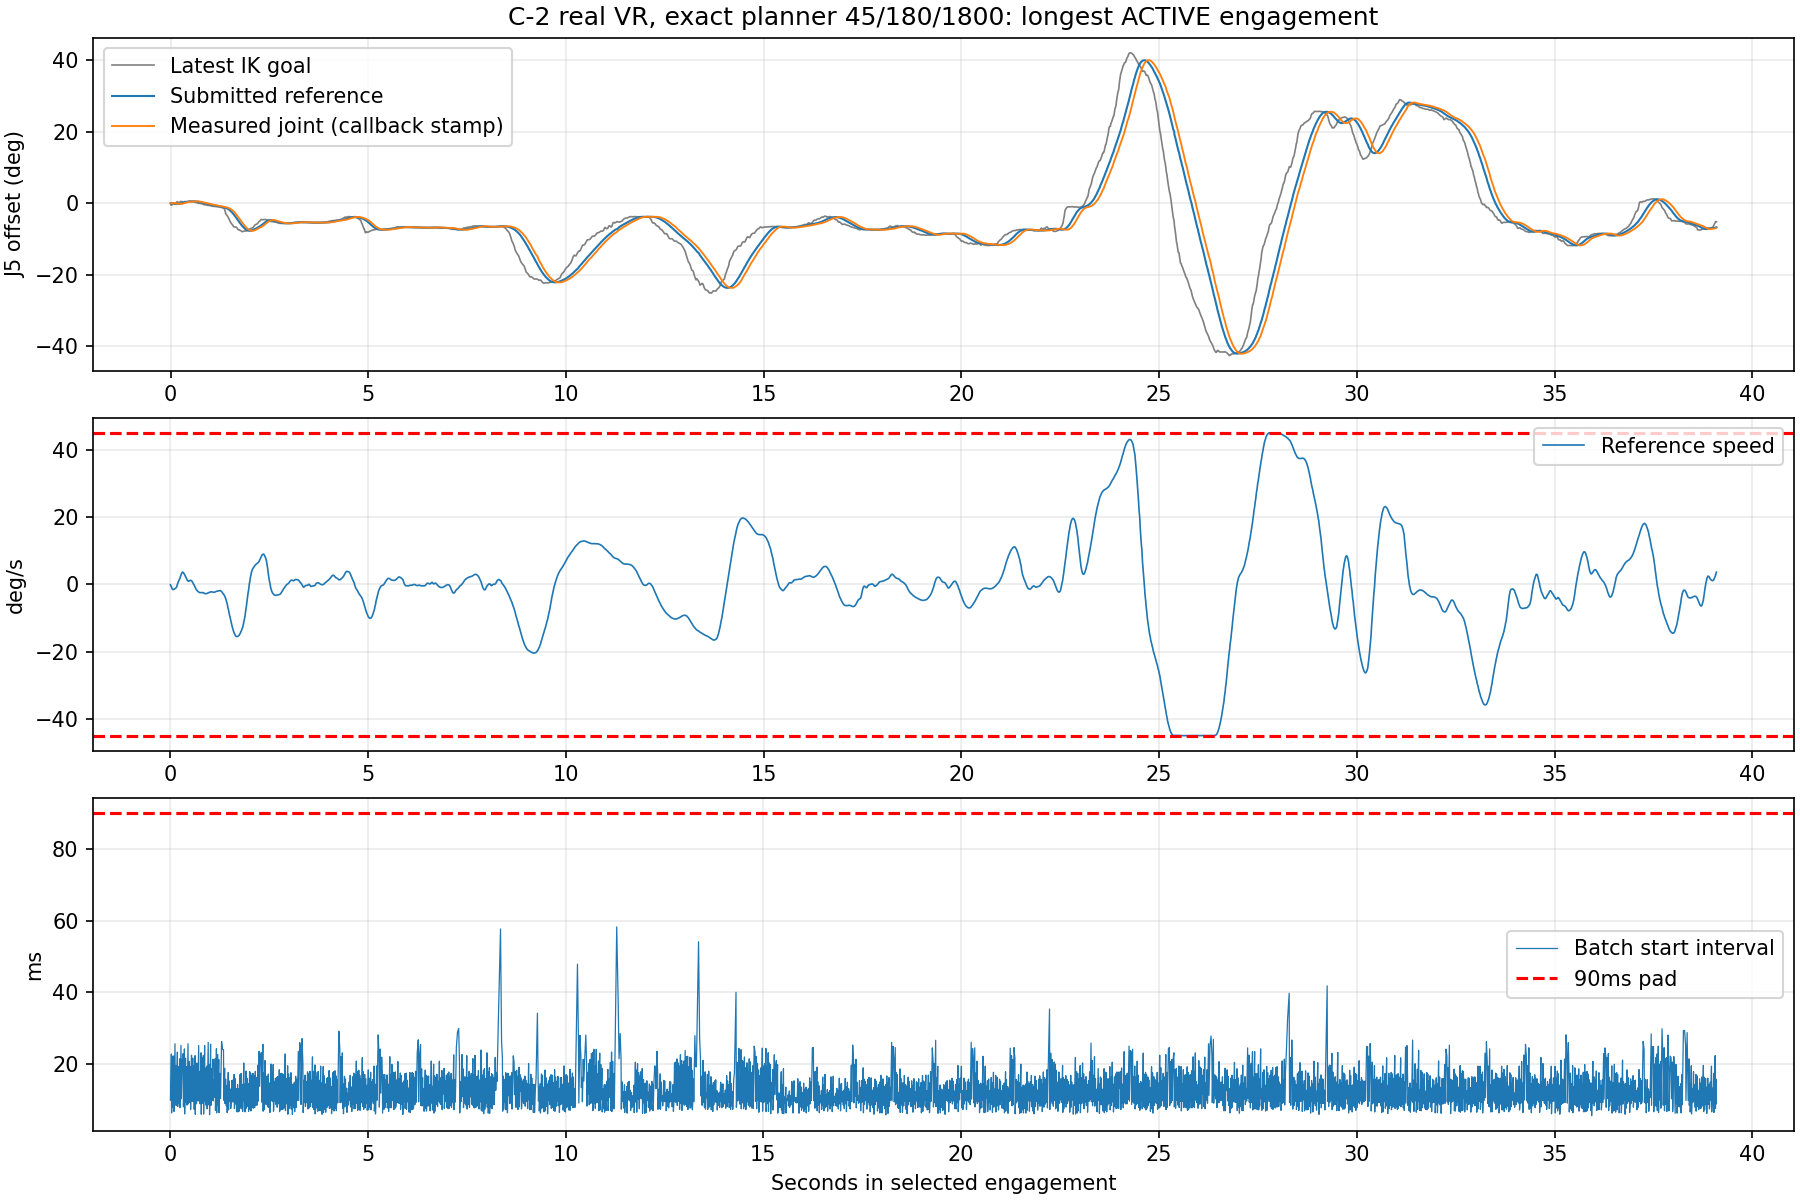 C-2 real VR, exact planner 45/180/1800: longest ACTIVE engagement
Latest IK goal
Submitted reference
Measured joint (callback stamp)
J5 offset (deg)
40
20
0
−20
−40
0 5 10 15 20 25 30 35 40
Reference speed
deg/s
40
20
0
−20
−40
0 5 10 15 20 25 30 35 40
Batch start interval
90ms pad
ms
80
60
40
20
0 5 10 15 20 25 30 35 40
Seconds in selected engagement